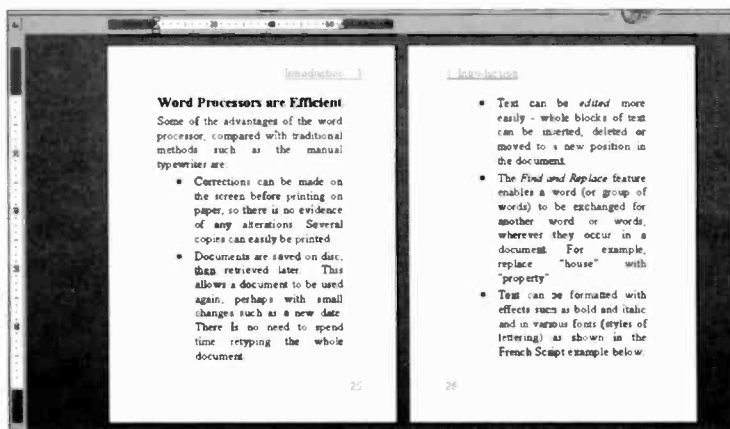 Introduction 1
Word Processors are Efficient
Some of the advantages of the word
processor, compared with traditional
methods such as the manual
typewriter are:
• Corrections can be made on
the screen before printing on
paper, so there is no evidence
of any alterations. Several
copies can easily be printed.
• Documents are saved on disc,
then retrieved later. This
allows a document to be used
again, perhaps with small
changes such as a new date.
There is no need to spend
time retyping the whole
document.
25
1 Introduction
• Text can be edited more
easily - whole blocks of text
can be inserted, deleted or
moved to a new position in
the document.
• The Find and Replace feature
enables a word (or group of
words) to be exchanged for
another word or words,
wherever they occur in a
document. For example,
replace "house" with
"property"
• Text can be formatted with
effects such as bold and italic
and in various fonts (styles of
lettering) as shown in the
French Script example below.
26